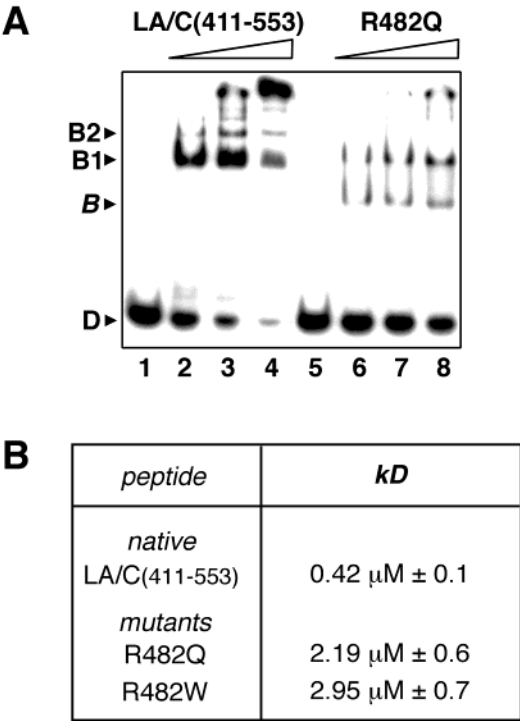 A
LA/C(411-553) R482Q
B2
B1
B
D
1 2 3 4 5 6 7 8
B
peptide kD
native
LA/C(411-553) 0.42 μM ± 0.1
mutants
R482Q 2.19 μM ± 0.6
R482W 2.95 μM ± 0.7